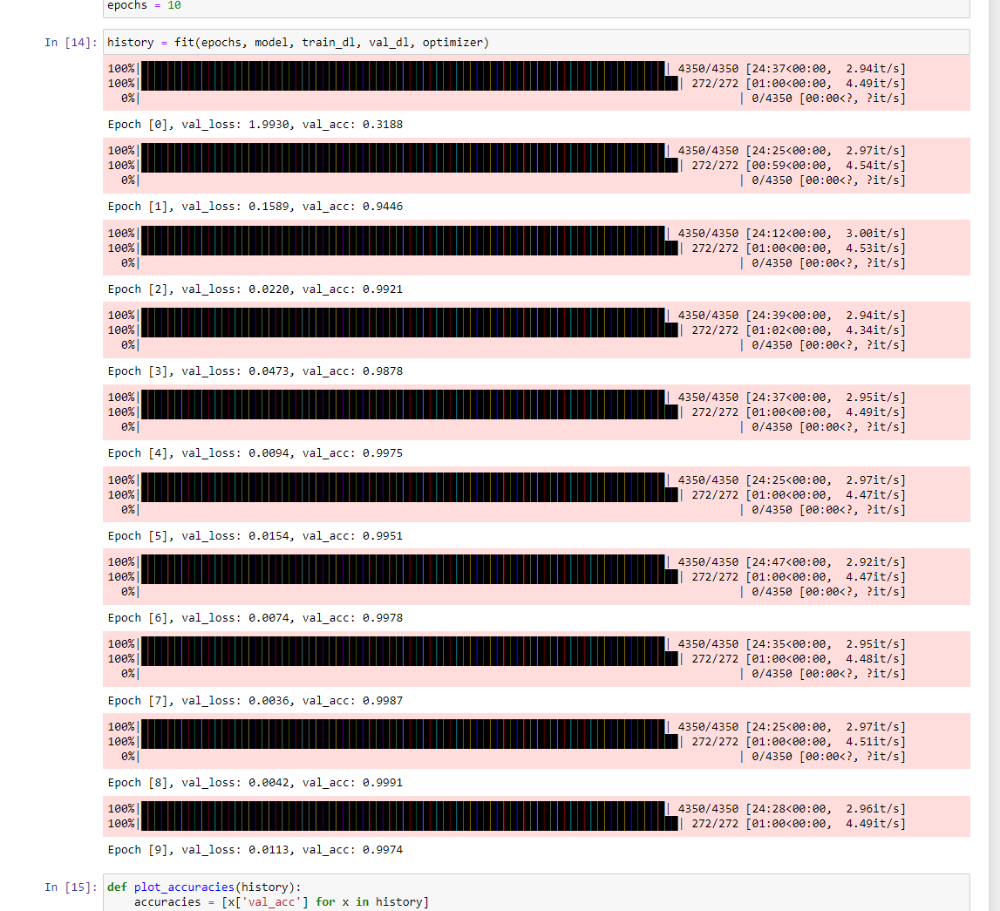 epochs = 10
In [14]: history = fit(epochs, model, train_dl, val_dl, optimizer)
100%| | 4350/4350 [24:37<00:00, 2.94it/s]
100%| | 272/272 [01:00<00:00, 4.49it/s]
0%| | 0/4350 [00:00<?, ?it/s]
Epoch [0], val_loss: 1.9930, val_acc: 0.3188
100%| | 4350/4350 [24:25<00:00, 2.97it/s]
100%| | 272/272 [00:59<00:00, 4.54it/s]
0%| | 0/4350 [00:00<?, ?it/s]
Epoch [1], val_loss: 0.1589, val_acc: 0.9446
100%| | 4350/4350 [24:12<00:00, 3.00it/s]
100%| | 272/272 [01:00<00:00, 4.53it/s]
0%| | 0/4350 [00:00<?, ?it/s]
Epoch [2], val_loss: 0.0220, val_acc: 0.9921
100%| | 4350/4350 [24:39<00:00, 2.94it/s]
100%| | 272/272 [01:02<00:00, 4.34it/s]
0%| | 0/4350 [00:00<?, ?it/s]
Epoch [3], val_loss: 0.0473, val_acc: 0.9878
100%| | 4350/4350 [24:37<00:00, 2.95it/s]
100%| | 272/272 [01:00<00:00, 4.49it/s]
0%| | 0/4350 [00:00<?, ?it/s]
Epoch [4], val_loss: 0.0094, val_acc: 0.9975
100%| | 4350/4350 [24:25<00:00, 2.97it/s]
100%| | 272/272 [01:00<00:00, 4.47it/s]
0%| | 0/4350 [00:00<?, ?it/s]
Epoch [5], val_loss: 0.0154, val_acc: 0.9951
100%| | 4350/4350 [24:47<00:00, 2.92it/s]
100%| | 272/272 [01:00<00:00, 4.47it/s]
0%| | 0/4350 [00:00<?, ?it/s]
Epoch [6], val_loss: 0.0074, val_acc: 0.9978
100%| | 4350/4350 [24:35<00:00, 2.95it/s]
100%| | 272/272 [01:00<00:00, 4.48it/s]
0%| | 0/4350 [00:00<?, ?it/s]
Epoch [7], val_loss: 0.0036, val_acc: 0.9987
100%| | 4350/4350 [24:25<00:00, 2.97it/s]
100%| | 272/272 [01:00<00:00, 4.51it/s]
0%| | 0/4350 [00:00<?, ?it/s]
Epoch [8], val_loss: 0.0042, val_acc: 0.9991
100%| | 4350/4350 [24:28<00:00, 2.96it/s]
100%| | 272/272 [01:00<00:00, 4.49it/s]
Epoch [9], val_loss: 0.0113, val_acc: 0.9974
In [15]: def plot_accuracies(history):
accuracies = [x['val_acc'] for x in history]